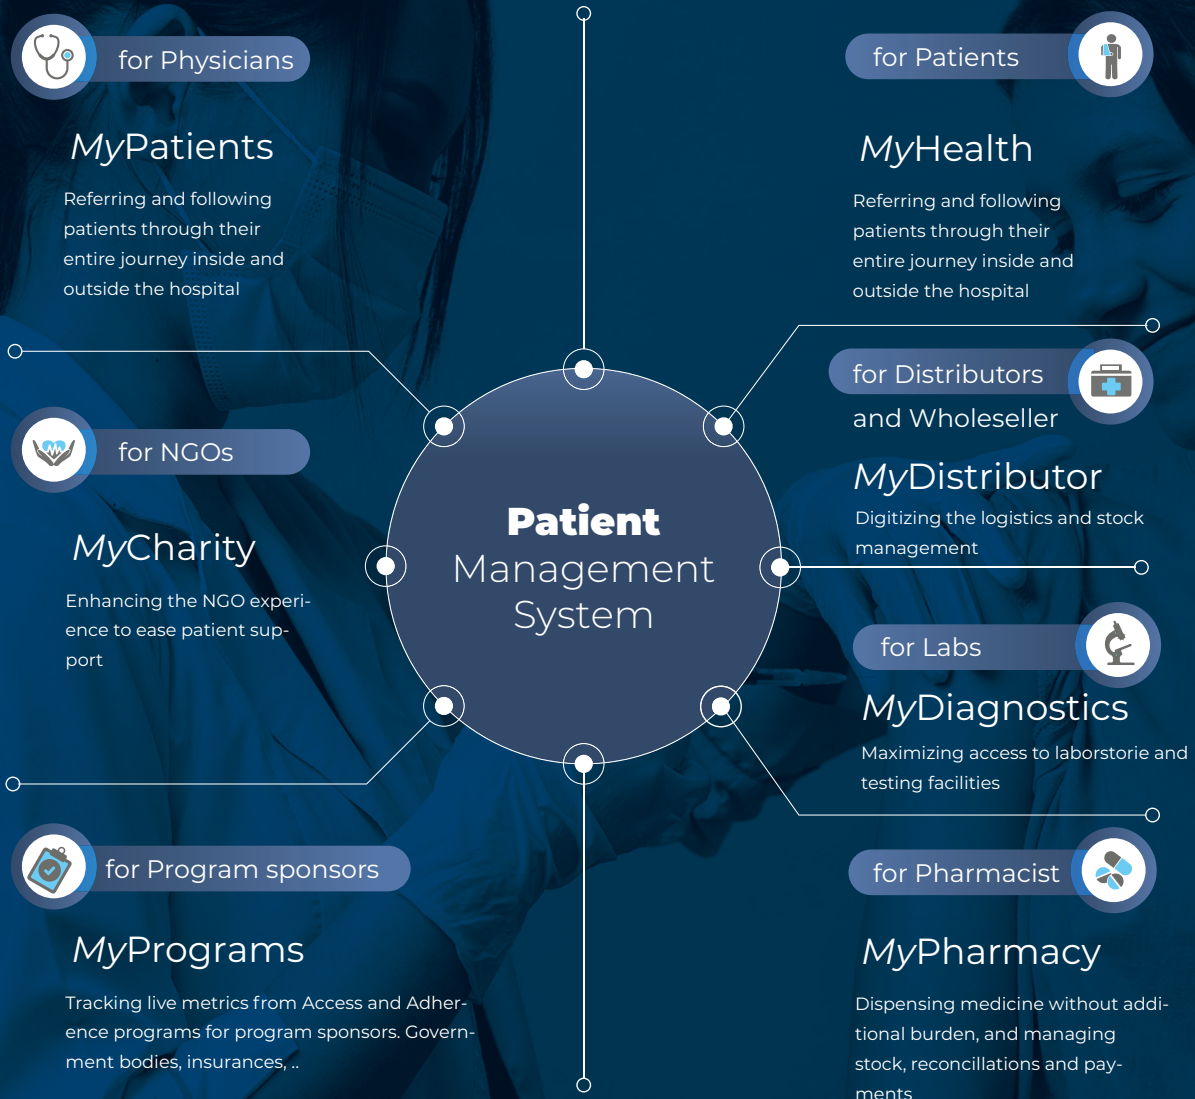 for Physicians
MyPatients
Referring and following
patients through their
entire journey inside and
outside the hospital
for NGOs
MyCharity
Enhancing the NGO experi-
ence to ease patient sup-
port
for Program sponsors
MyPrograms
Tracking live metrics from Access and Adher-
ence programs for program sponsors. Govern-
ment bodies, insurances, ..
Patient
Management
System
for Patients
MyHealth
Referring and following
patients through their
entire journey inside and
outside the hospital
for Distributors
and Wholeseller
MyDistributor
Digitizing the logistics and stock
management
for Labs
MyDiagnostics
Maximizing access to laborstorie and
testing facilities
for Pharmacist
MyPharmacy
Dispensing medicine without addi-
tional burden, and managing
stock, reconcillations and pay-
ments